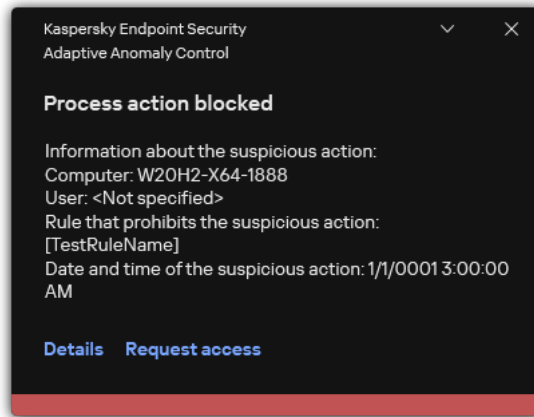 Kaspersky Endpoint Security
Adaptive Anomaly Control
Process action blocked
Information about the suspicious action:
Computer: W20H2-X64-1888
User: <Not specified>
Rule that prohibits the suspicious action:
[TestRuleName]
Date and time of the suspicious action: 1/1/0001 3:00:00
AM
Details Request access